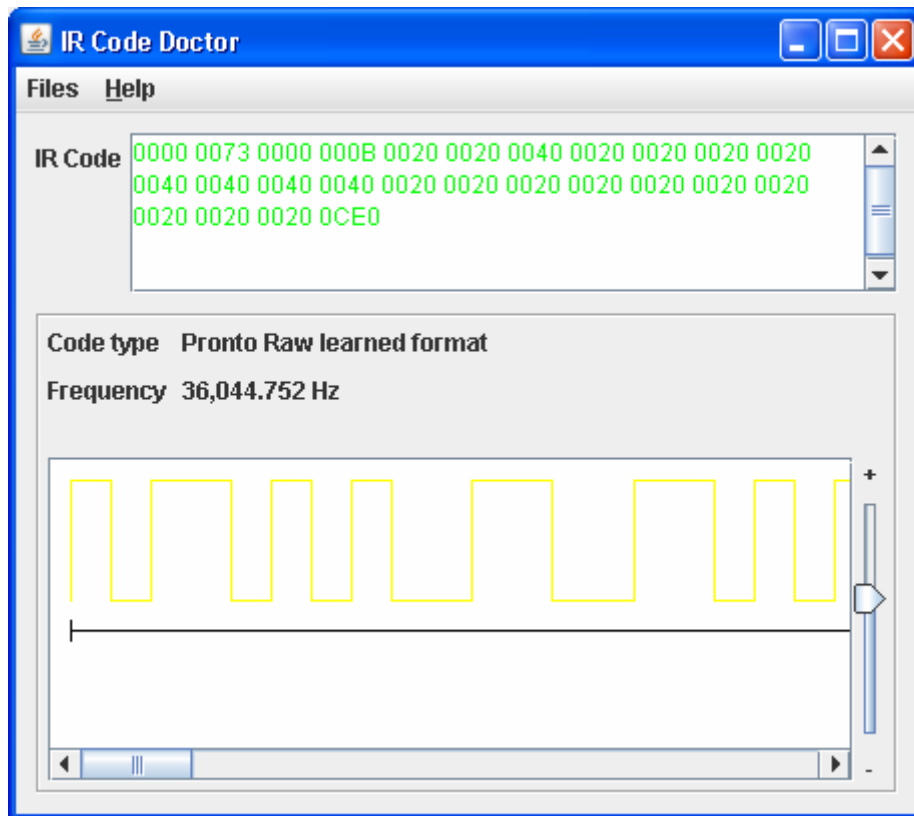 IR Code Doctor
Files Help
IR Code
0000 0073 0000 000B 0020 0020 0040 0020 0020 0020 0020
0040 0040 0040 0040 0020 0020 0020 0020 0020 0020 0020
0020 0020 0020 0CE0
Code type Pronto Raw learned format
Frequency 36,044.752 Hz
+
-